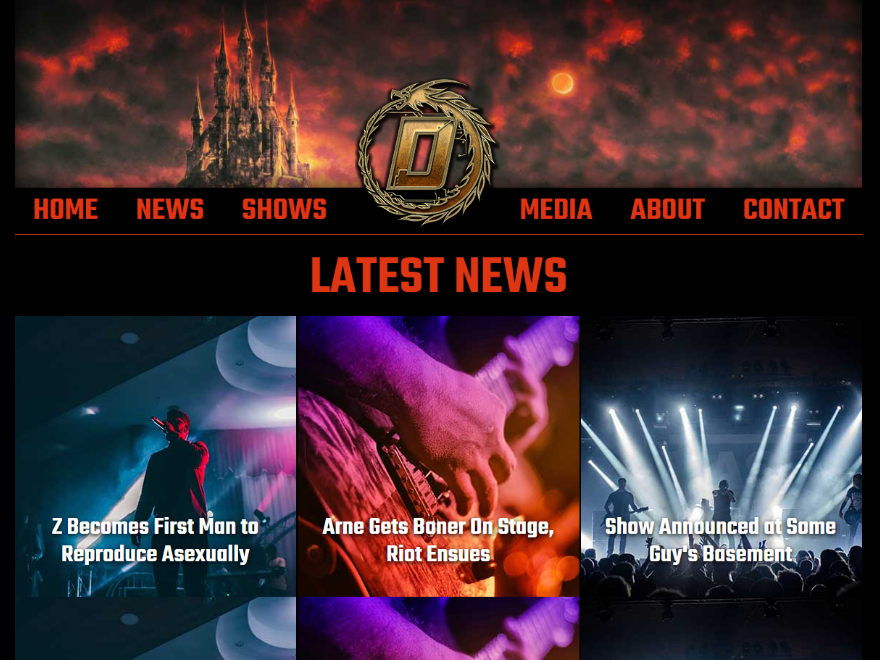 D
HOME NEWS SHOWS MEDIA ABOUT CONTACT
LATEST NEWS
Z Becomes First Man to
Reproduce Asexually
Arne Gets Boner On Stage,
Riot Ensues
Show Announced at Some
Guy's Basement